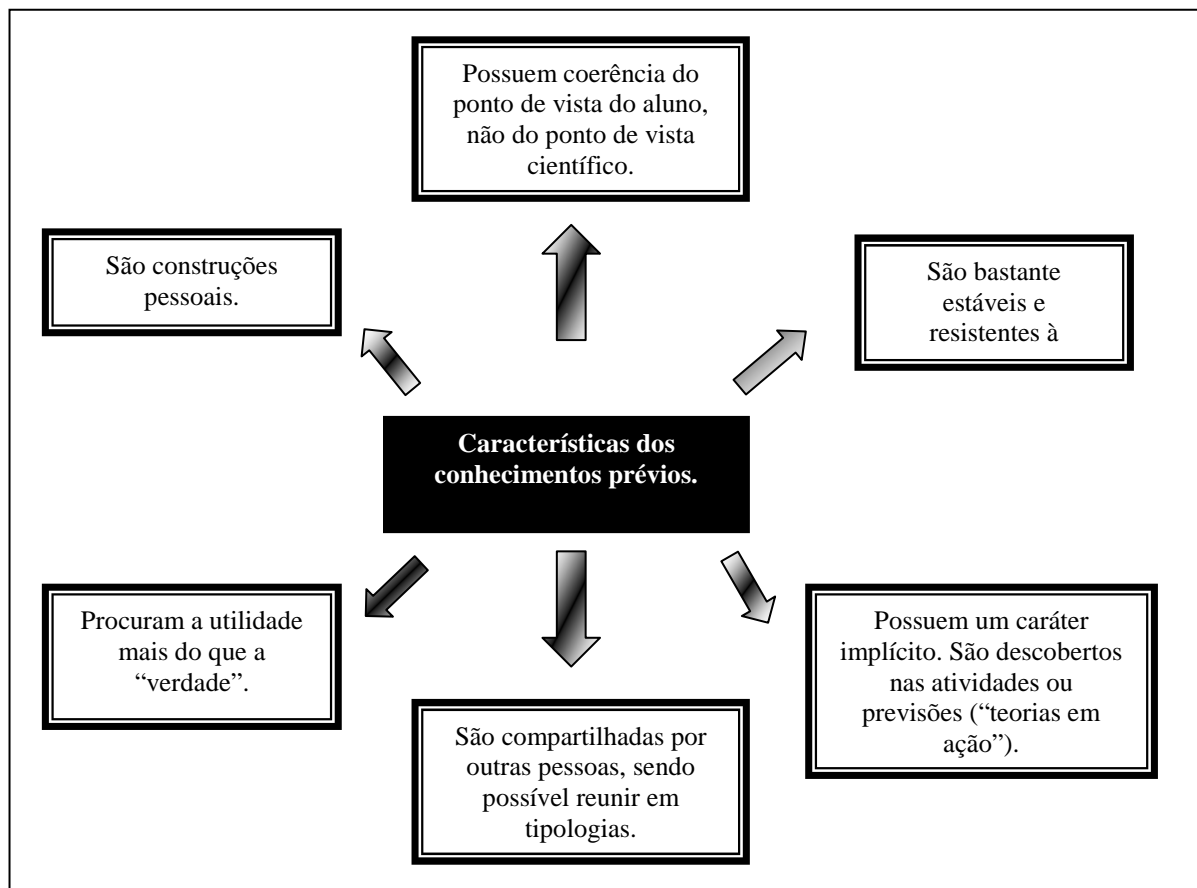 Possuem coerência do
ponto de vista do aluno,
não do ponto de vista
científico.
São construções
pessoais.
São bastante
estáveis e
resistentes à
Características dos
conhecimentos prévios.
Procuram a utilidade
mais do que a
“verdade”.
Possuem um caráter
implícito. São descobertos
nas atividades ou
previsões (“teorias em
ação”).
São compartilhadas por
outras pessoas, sendo
possível reunir em
tipologias.